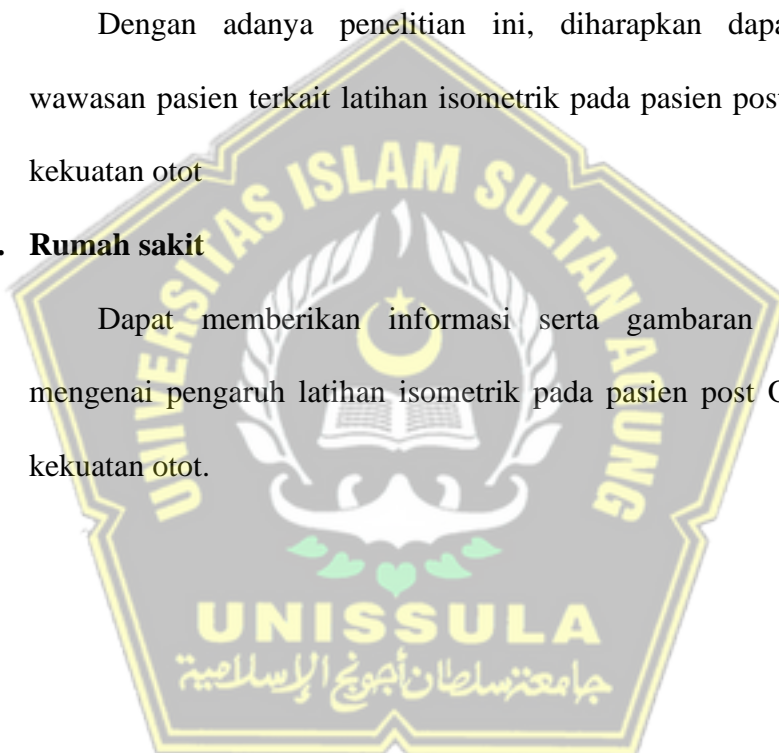 Dengan adanya penelitian ini, diharapkan dapa
wawasan pasien terkait latihan isometrik pada pasien post
kekuatan otot
. Rumah sakit
Dapat memberikan informasi serta gambaran
mengenai pengaruh latihan isometrik pada pasien post
kekuatan otot.
UNIVERSITAS ISLAM SULTAN AGUNG
UNISSULA
جامعة سلطان أجونج الإسلامية